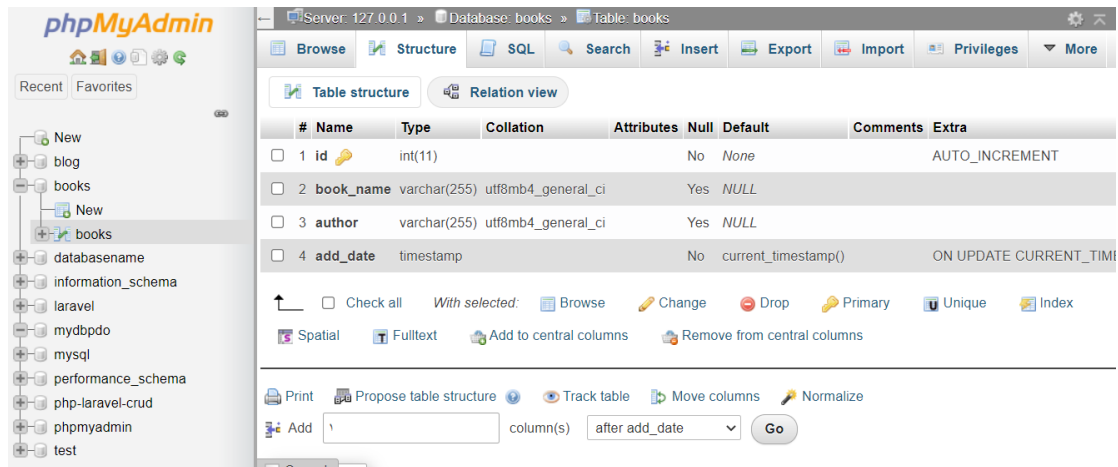 phpMyAdmin
Recent Favorites
New
blog
books
New
books
databasename
information_schema
laravel
mydbpdo
mysql
performance_schema
php-laravel-crud
phpmyadmin
test
Server: 127.0.0.1 » Database: books » Table: books
Browse Structure SQL Search Insert Export Import Privileges More
Table structure Relation view
# Name Type Collation Attributes Null Default Comments Extra
1 id int(11) No None AUTO_INCREMENT
2 book_name varchar(255) utf8mb4_general_ci Yes NULL
3 author varchar(255) utf8mb4_general_ci Yes NULL
4 add_date timestamp No current_timestamp() ON UPDATE CURRENT_TIME
Check all With selected: Browse Change Drop Primary Unique Index
Spatial Fulltext Add to central columns Remove from central columns
Print Propose table structure Track table Move columns Normalize
Add column(s) after add_date Go